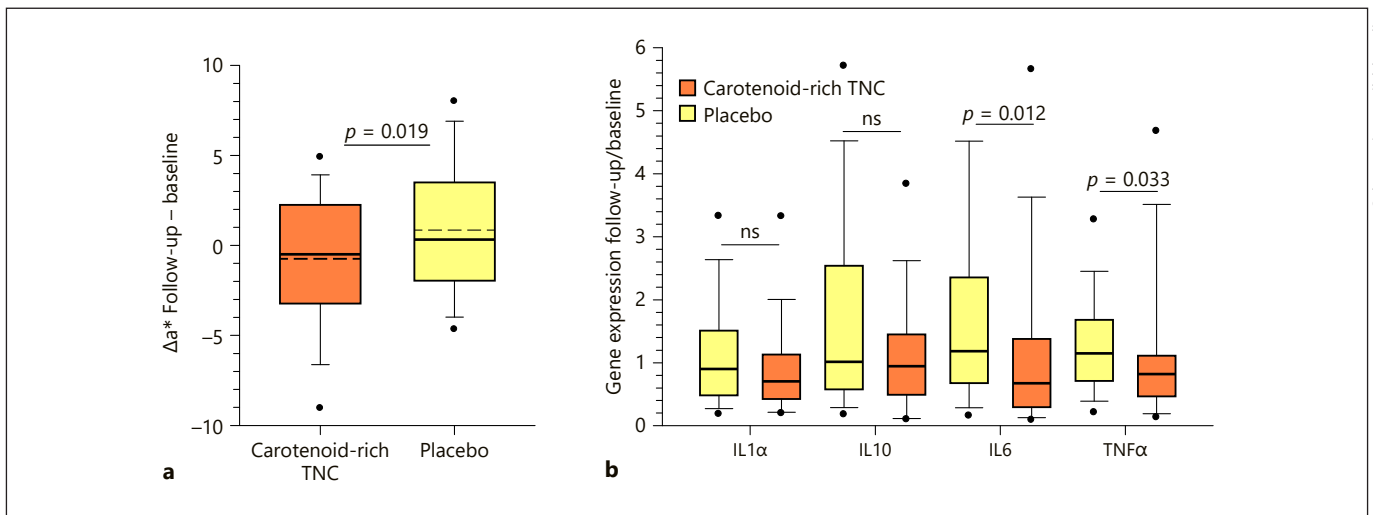 Δa* Follow-up – baseline
10
5
0
–5
–10
p = 0.019
Carotenoid-rich
TNC
Placebo
a
Gene expression follow-up/baseline
6
5
4
3
2
1
0
Carotenoid-rich TNC
Placebo
ns
ns
p = 0.012
p = 0.033
IL1α
IL10
IL6
TNFα
b